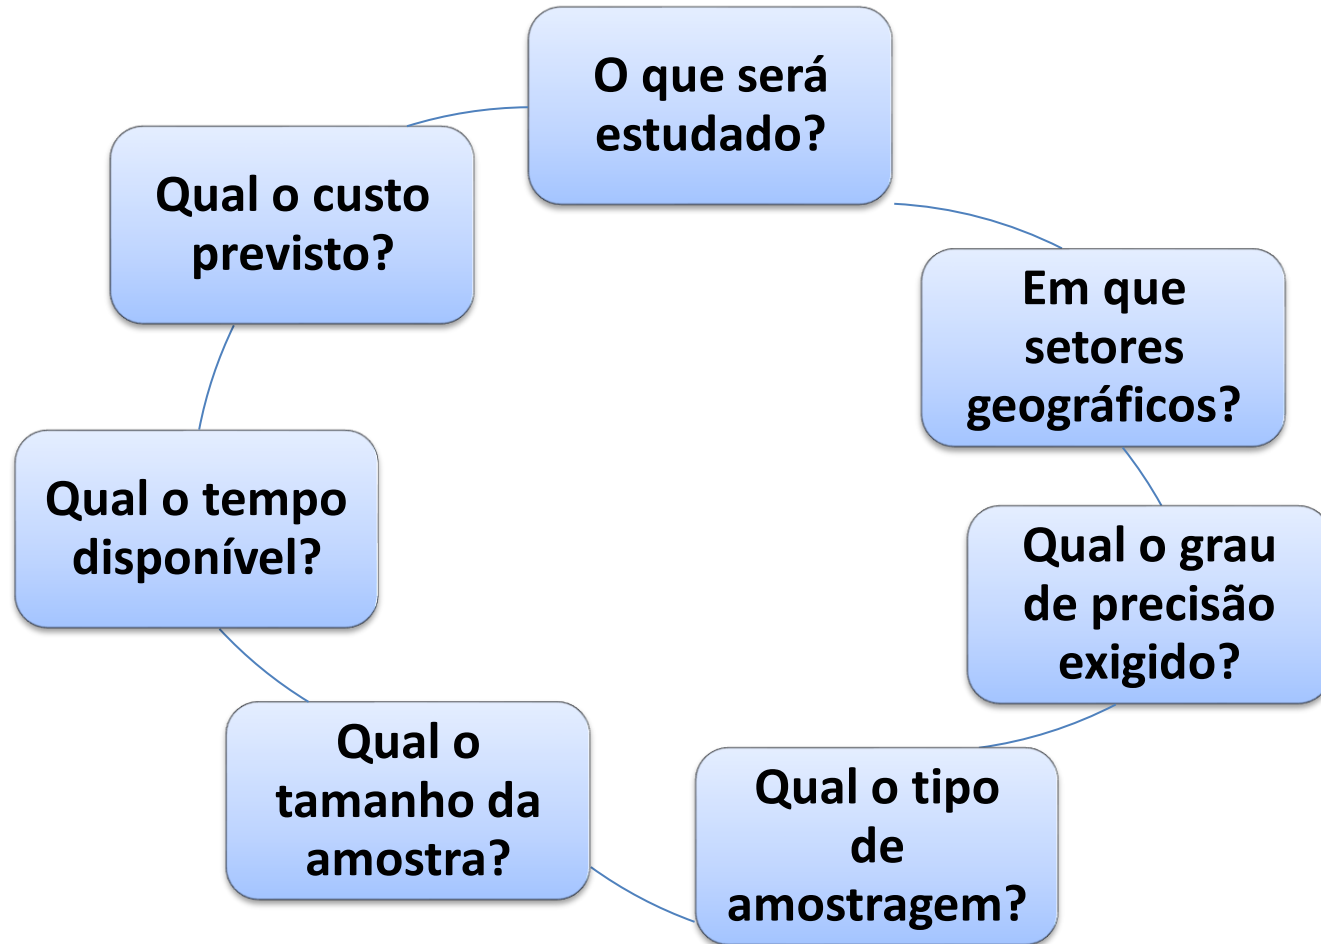 O que será
estudado?
Em que
setores
geográficos?
Qual o grau
de precisão
exigido?
Qual o tipo
de
amostragem?
Qual o
tamanho da
amostra?
Qual o tempo
disponível?
Qual o custo
previsto?